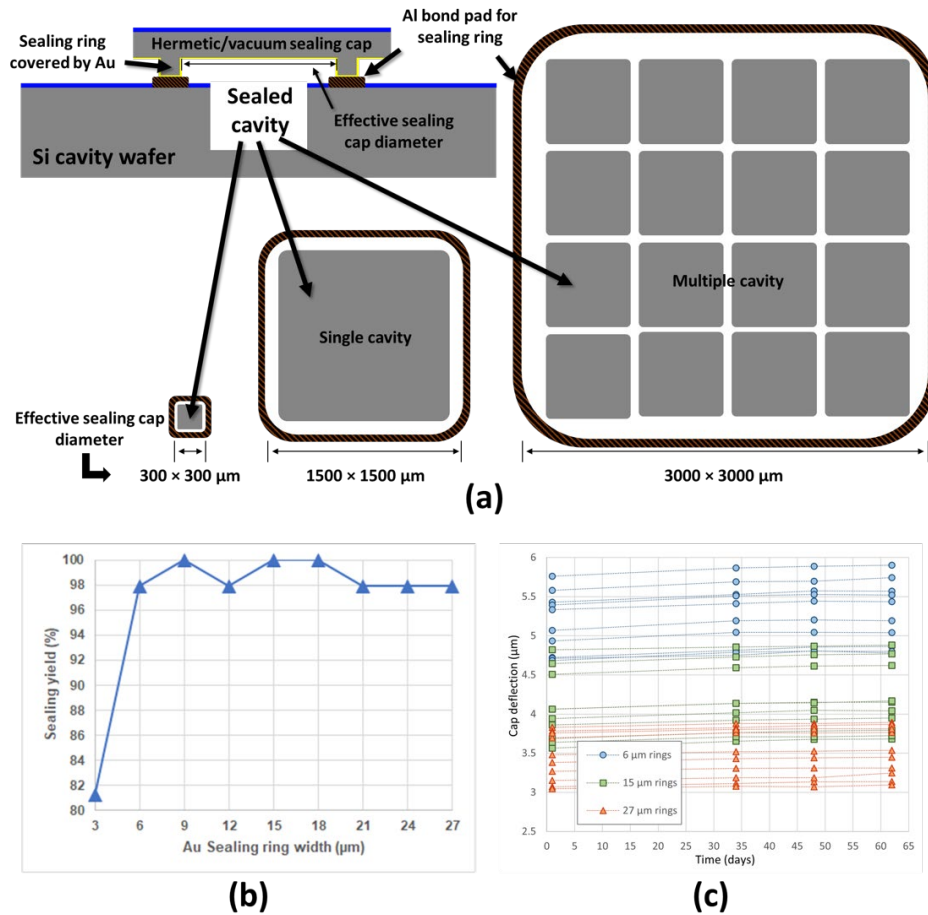 Sealing ring
covered by Au
Hermetic/vacuum sealing cap
Al bond pad for
sealing ring
Sealed
cavity
Effective sealing
cap diameter
Si cavity wafer
Single cavity
Multiple cavity
Effective sealing cap
diameter
300 × 300 µm
1500 × 1500 µm
3000 × 3000µm
(a)
Sealing yield (%)
100
98
96
94
92
90
88
86
84
82
80
3 6 9 12 15 18 21 24 27
Au Sealing ring width (µm)
(b)
Cap deflection (µm)
6
5.5
5
4.5
4
3.5
3
2.5
6 µm rings
15 µm rings
27 µm rings
0 5 10 15 20 25 30 35 40 45 50 55 60 65
Time (days)
(c)